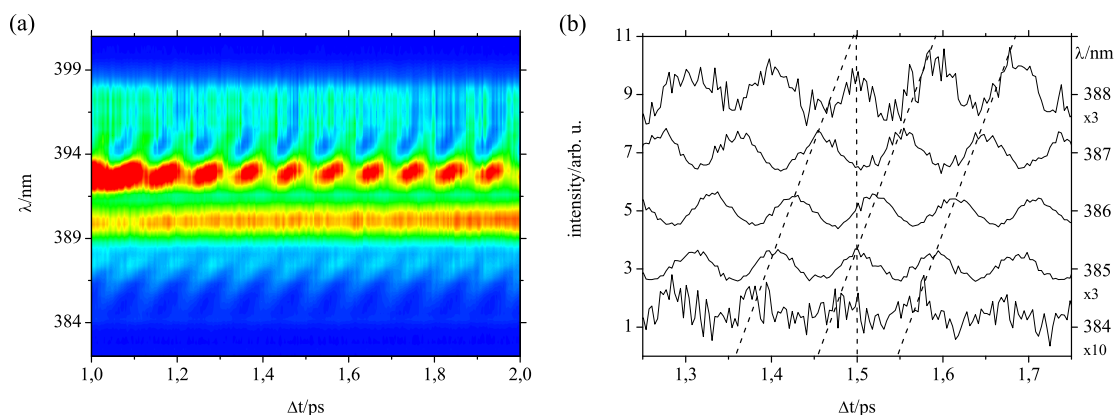 (a)
399
394
389
384
λ/nm
1,0 1,2 1,4 1,6 1,8 2,0
Δt/ps
(b)
11
9
7
5
3
1
intensity/arb. u.
λ/nm
388
x3
387
386
385
x3
384
x10
1,3 1,4 1,5 1,6 1,7
Δt/ps